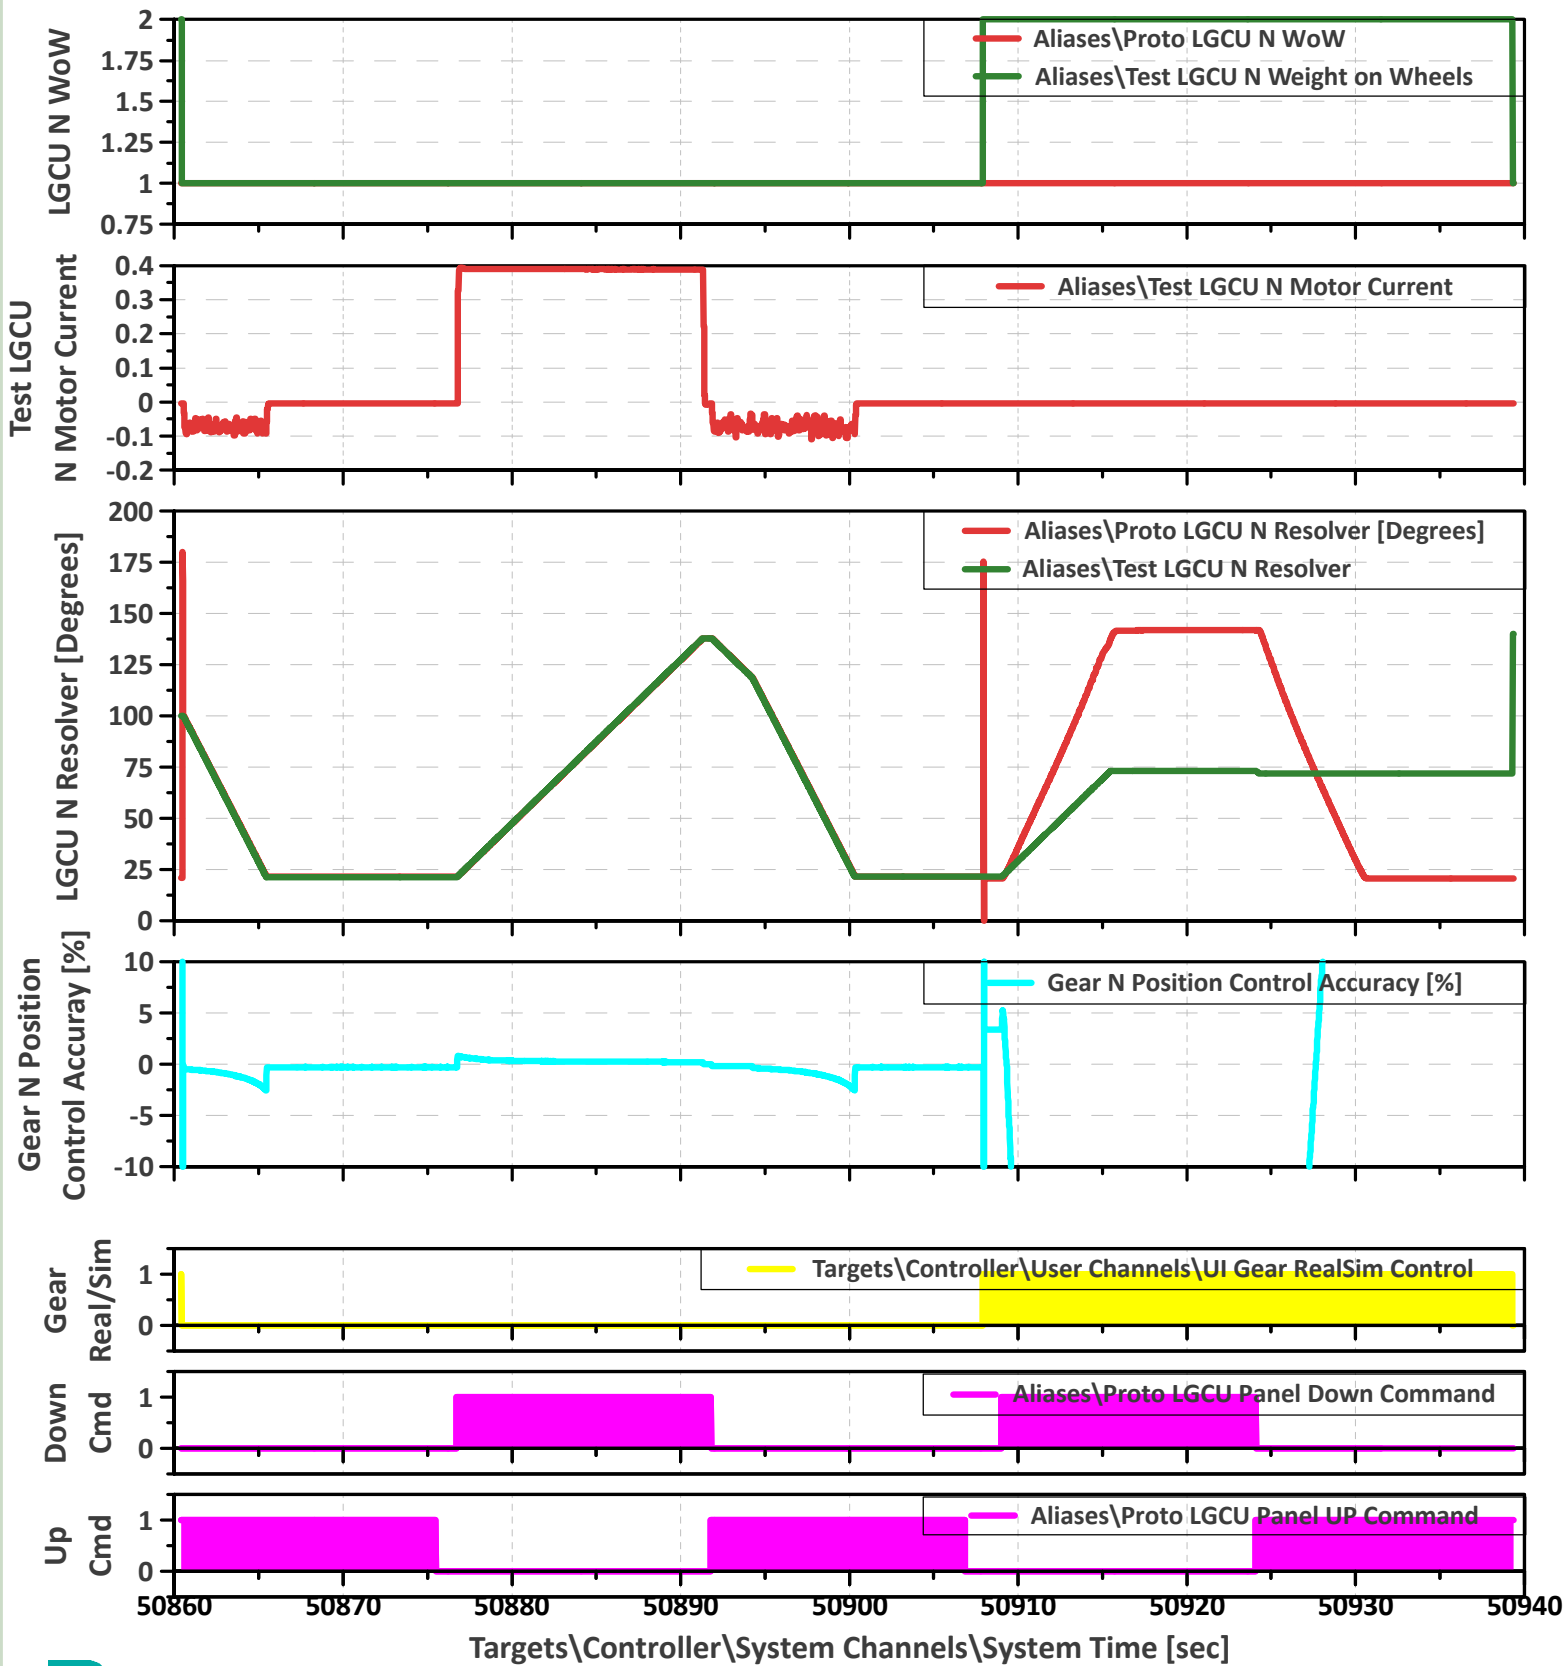 LGCU N WoW
2
1.75
1.5
1.25
1
0.75
Aliases\Proto LGCU N WoW
Aliases\Test LGCU N Weight on Wheels
Test LGCU
N Motor Current
0.4
0.3
0.2
0.1
0
-0.1
-0.2
Aliases\Test LGCU N Motor Current
LGCU N Resolver [Degrees]
200
175
150
125
100
75
50
25
0
Aliases\Proto LGCU N Resolver [Degrees]
Aliases\Test LGCU N Resolver
Gear N Position
Control Accuray [%]
10
5
0
-5
-10
Gear N Position Control Accuracy [%]
Gear
Real/Sim
1
0
Targets\Controller\User Channels\UI Gear RealSim Control
Down
Cmd
1
0
Aliases\Proto LGCU Panel Down Command
Up
Cmd
1
0
Aliases\Proto LGCU Panel UP Command
50860 50870 50880 50890 50900 50910 50920 50930 50940
Targets\Controller\System Channels\System Time [sec]